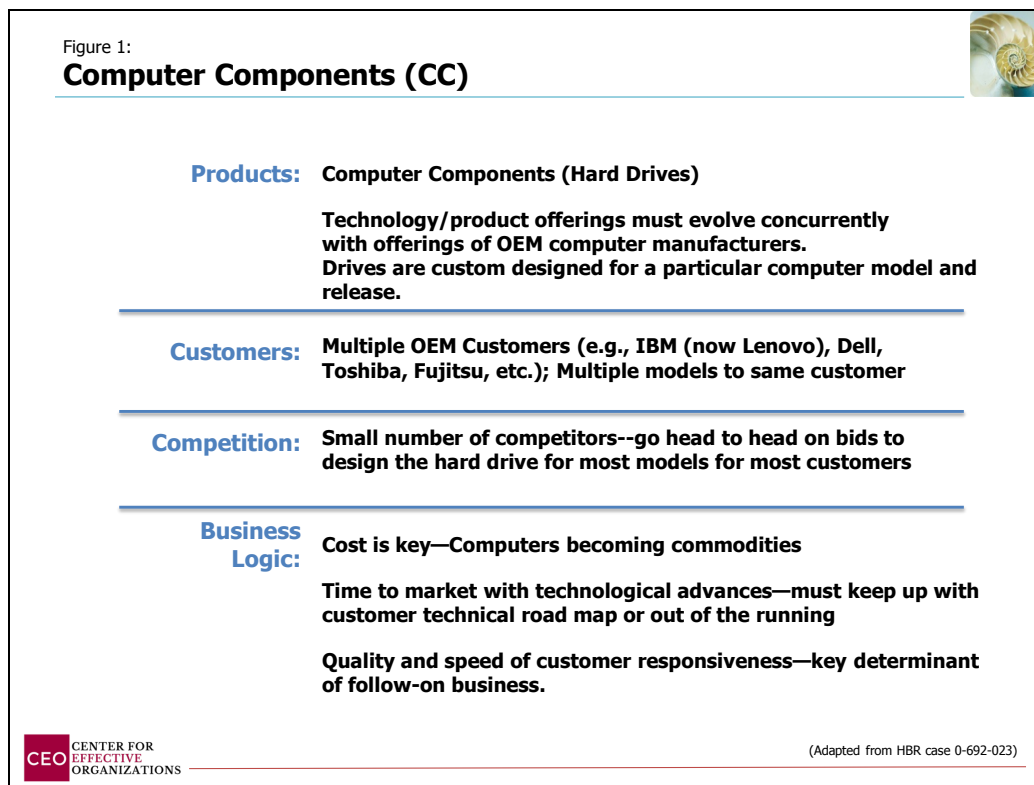 Figure 1:
Computer Components (CC)
Products:
Computer Components (Hard Drives)
Technology/product offerings must evolve concurrently
with offerings of OEM computer manufacturers.
Drives are custom designed for a particular computer model and
release.
Customers:
Multiple OEM Customers (e.g., IBM (now Lenovo), Dell,
Toshiba, Fujitsu, etc.); Multiple models to same customer
Competition:
Small number of competitors--go head to head on bids to
design the hard drive for most models for most customers
Business
Logic:
Cost is key—Computers becoming commodities
Time to market with technological advances—must keep up with
customer technical road map or out of the running
Quality and speed of customer responsiveness—key determinant
of follow-on business.
CEO
CENTER FOR
EFFECTIVE
ORGANIZATIONS
(Adapted from HBR case 0-692-023)